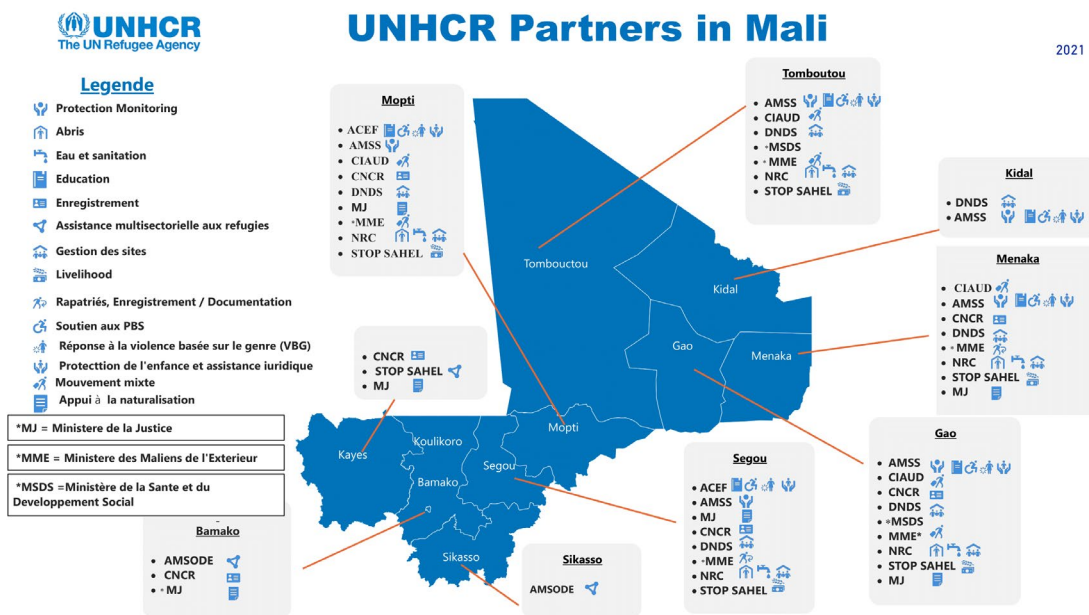 UNHCR
The UN Refugee Agency
UNHCR Partners in Mali
2021
Legende
Protection Monitoring
Abris
Eau et sanitation
Education
Enregistrement
Assistance multisectorielle aux refugies
Gestion des sites
Livelihood
Rapatriés, Enregistrement / Documentation
Soutien aux PBS
Réponse à la violence basée sur le genre (VBG)
Protecttion de l'enfance et assistance iuridique
Mouvement mixte
Appui à la naturalisation
*MJ = Ministere de la Justice
*MME = Ministere des Maliens de l'Exterieur
*MSDS =Ministère de la Sante et du
Developpement Social
Mopti
• ACEF
• AMSS
• CIAUD
• CNCR
• DNDS
• MJ
• *MME
• NRC
• STOP SAHEL
Tomboutou
• AMSS
• CIAUD
• DNDS
• *MSDS
• *MME
• NRC
• STOP SAHEL
Kidal
• DNDS
• AMSS
Menaka
• CIAUD
• AMSS
• CNCR
• DNDS
• *MME
• NRC
• STOP SAHEL
• MJ
• CNCR
• STOP SAHEL
• MJ
Tombouctou
Kidal
Gao
Menaka
Mopti
Koulikoro
Kayes
Segou
Bamako
Sikasso
Gao
• AMSS
• CIAUD
• CNCR
• DNDS
• *MSDS
• MME*
• NRC
• STOP SAHEL
• MJ
Segou
• ACEF
• AMSS
• MJ
• CNCR
• DNDS
• *MME
• NRC
• STOP SAHEL
Bamako
• AMSODE
• CNCR
• *MJ
Sikasso
AMSODE